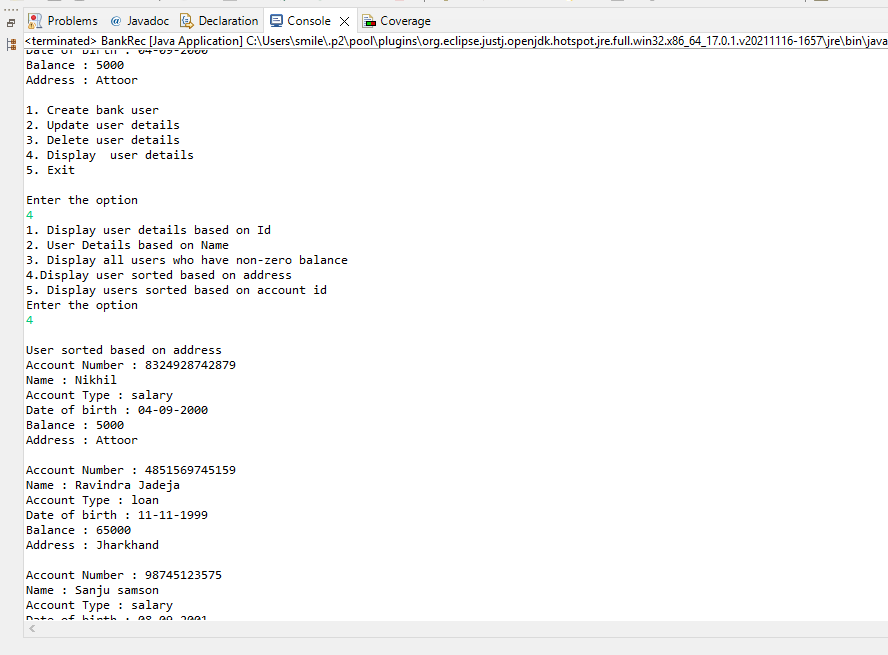 Problems @ Javadoc Declaration Console Coverage
<terminated> BankRec [Java Application] C:\Users\smile\.p2\pool\plugins\org.eclipse.justj.openjdk.hotspot.jre.full.win32.x86_64_17.0.1.v20211116-1657\jre\bin\java
Date of birth : 04-09-2000
Balance : 5000
Address : Attoor
1. Create bank user
2. Update user details
3. Delete user details
4. Display  user details
5. Exit
Enter the option
4
1. Display user details based on Id
2. User Details based on Name
3. Display all users who have non-zero balance
4.Display user sorted based on address
5. Display users sorted based on account id
Enter the option
4
User sorted based on address
Account Number : 8324928742879
Name : Nikhil
Account Type : salary
Date of birth : 04-09-2000
Balance : 5000
Address : Attoor
Account Number : 4851569745159
Name : Ravindra Jadeja
Account Type : loan
Date of birth : 11-11-1999
Balance : 65000
Address : Jharkhand
Account Number : 98745123575
Name : Sanju samson
Account Type : salary
Date of birth : 08-09-2001